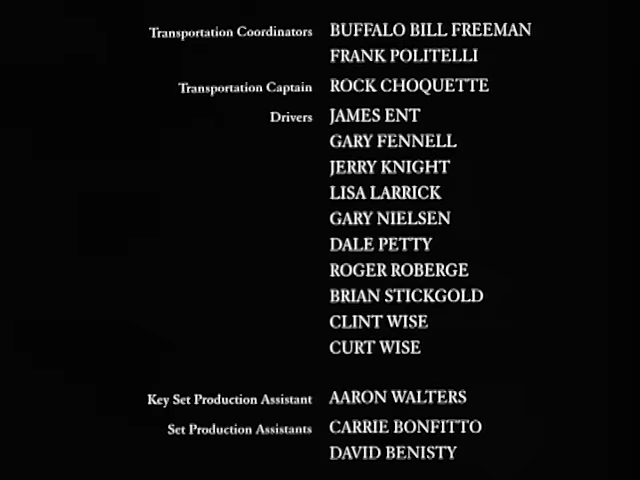 Transportation Coordinators BUFFALO BILL FREEMAN
FRANK POLITELLI
Transportation Captain ROCK CHOQUETTE
Drivers JAMES ENT
GARY FENNELL
JERRY KNIGHT
LISA LARRICK
GARY NIELSEN
DALE PETTY
ROGER ROBERGE
BRIAN STICKGOLD
CLINT WISE
CURT WISE
Key Set Production Assistant AARON WALTERS
Set Production Assistants CARRIE BONFITTO
DAVID BENISTY